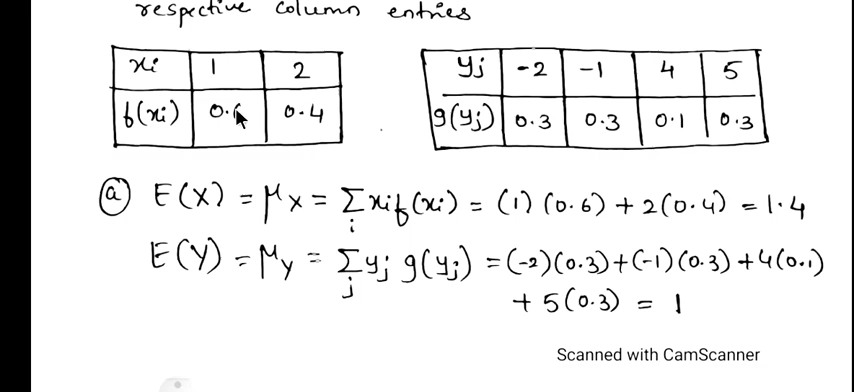 respective column entries
xi 1 2
f(xi) 0.6 0.4
yj -2 -1 4 5
g(yj) 0.3 0.3 0.1 0.3
(a) E(X) = μX = Σi xi f(xi) = (1)(0.6) + 2(0.4) = 1.4
E(Y) = μY = Σj yj g(yj) = (-2)(0.3)+(-1)(0.3)+4(0.1)
+ 5(0.3) = 1
Scanned with CamScanner